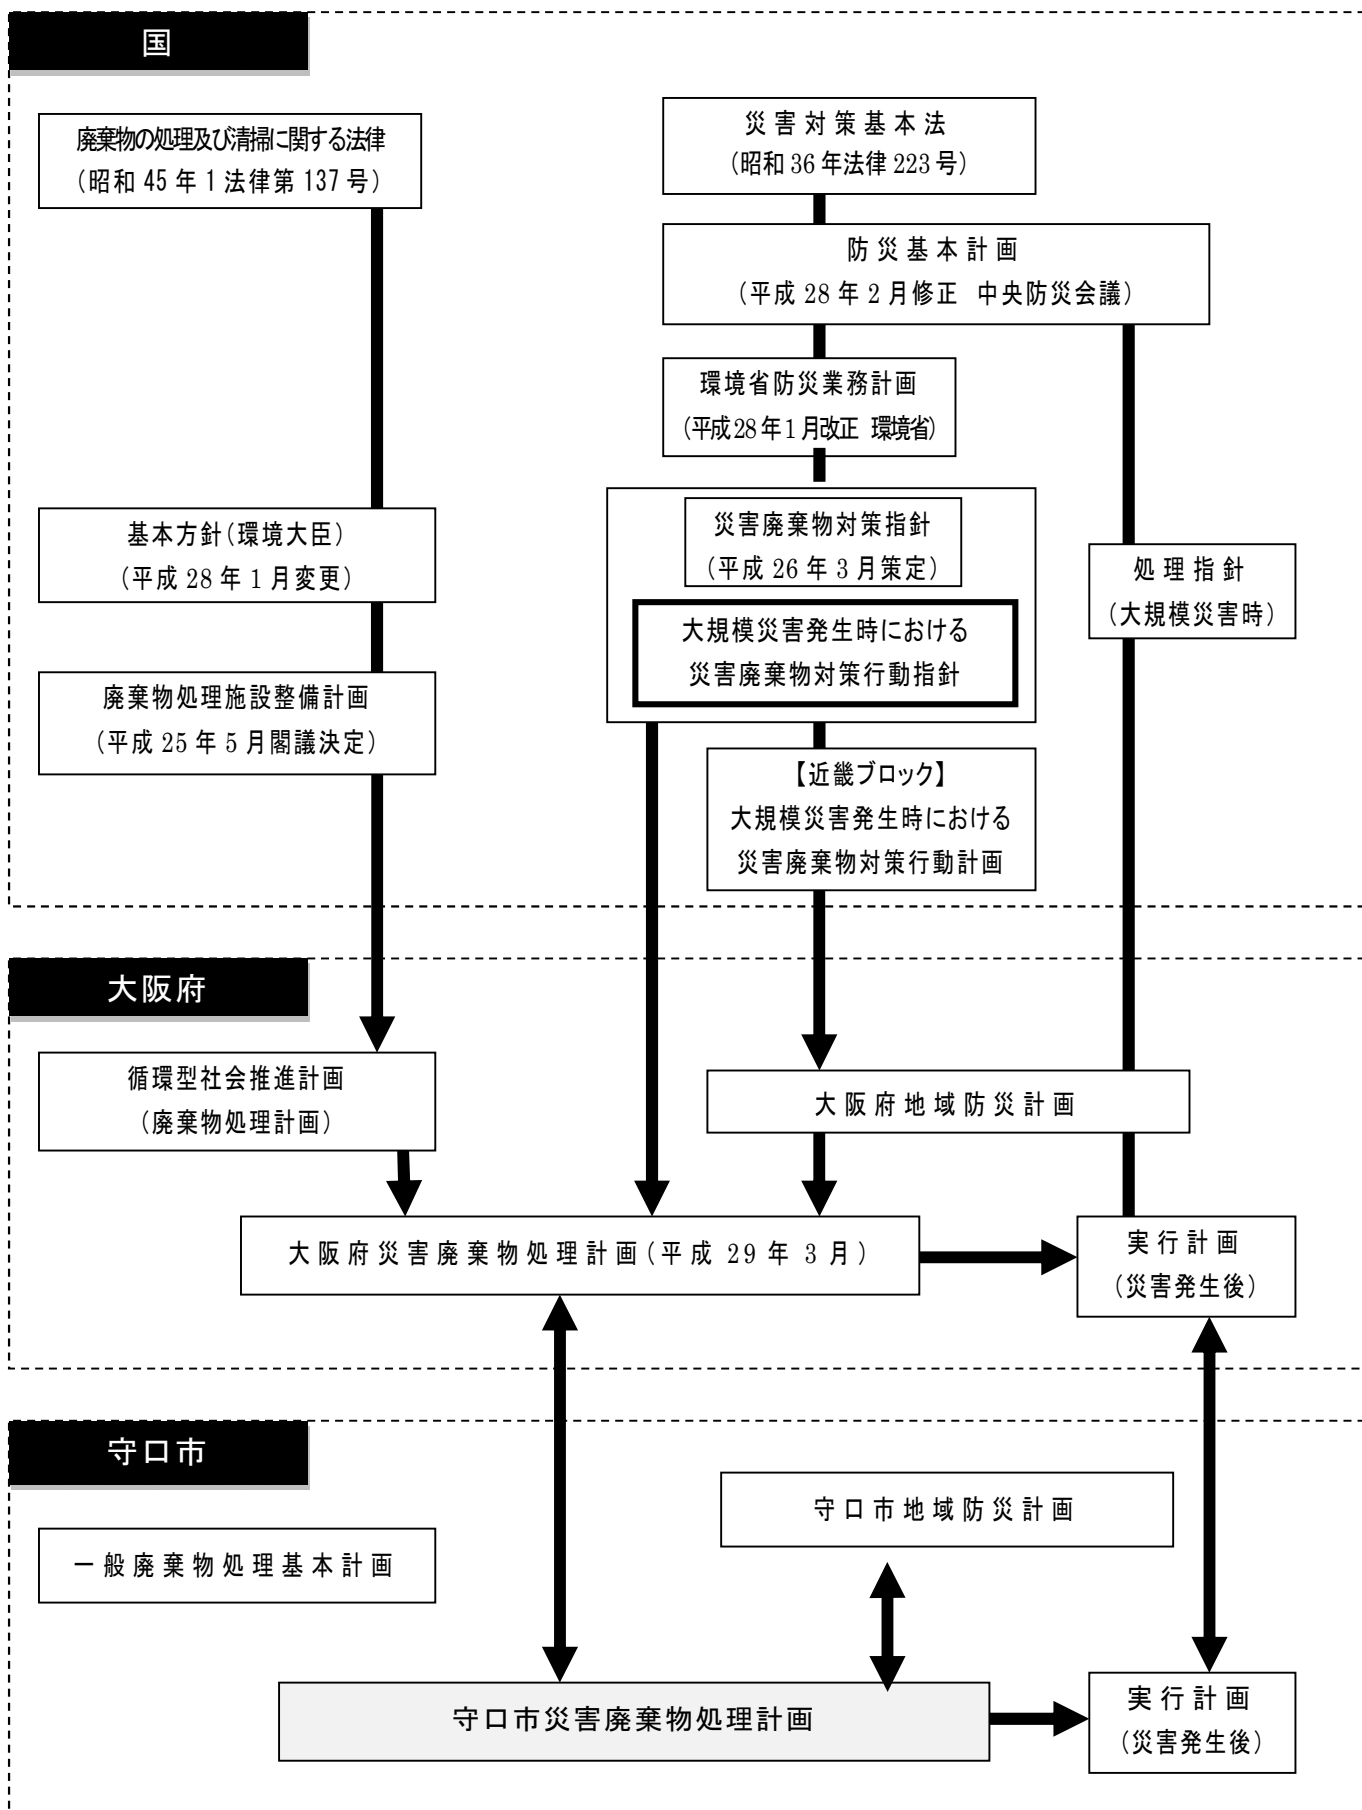 国
廃棄物の処理及び清掃に関する法律
（昭和 45 年 1 法律第 137 号）
災害対策基本法
（昭和 36 年法律 223 号）
防災基本計画
（平成 28 年 2 月修正　中央防災会議）
環境省防災業務計画
（平成 28 年 1 月改正　環境省）
基本方針（環境大臣）
（平成 28 年 1 月変更）
災害廃棄物対策指針
（平成 26 年 3 月策定）
処理指針
（大規模災害時）
大規模災害発生時における
災害廃棄物対策行動指針
廃棄物処理施設整備計画
（平成 25 年 5 月閣議決定）
【近畿ブロック】
大規模災害発生時における
災害廃棄物対策行動計画
大阪府
循環型社会推進計画
（廃棄物処理計画）
大阪府地域防災計画
大阪府災害廃棄物処理計画（平成 29 年 3 月）
実行計画
（災害発生後）
守口市
守口市地域防災計画
一般廃棄物処理基本計画
守口市災害廃棄物処理計画
実行計画
（災害発生後）